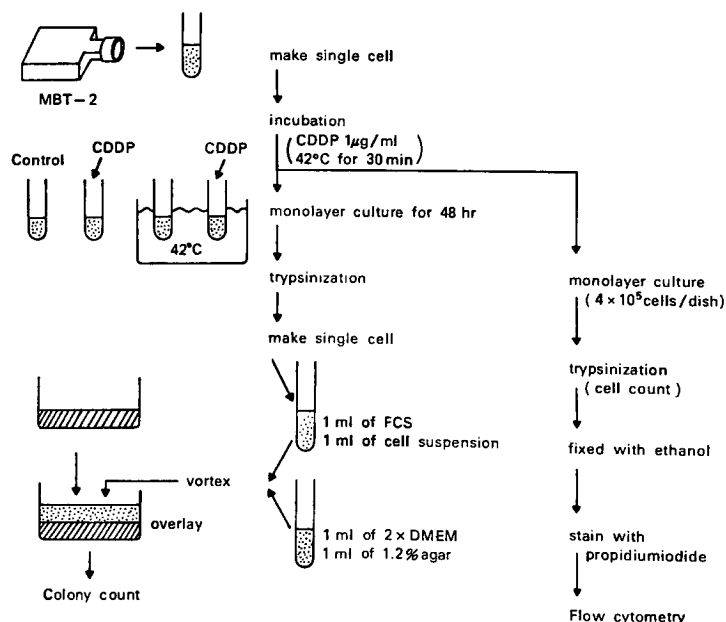 MBT-2
make single cell
incubation
(CDDP 1μg/ml
42°C for 30 min)
Control
CDDP
CDDP
42°C
monolayer culture for 48 hr
trypsinization
make single cell
1 ml of FCS
1 ml of cell suspension
vortex
overlay
1 ml of 2 × DMEM
1 ml of 1.2% agar
Colony count
monolayer culture
(4 × 10⁵cells/dish)
trypsinization
(cell count)
fixed with ethanol
stain with
propidiumiodide
Flow cytometry